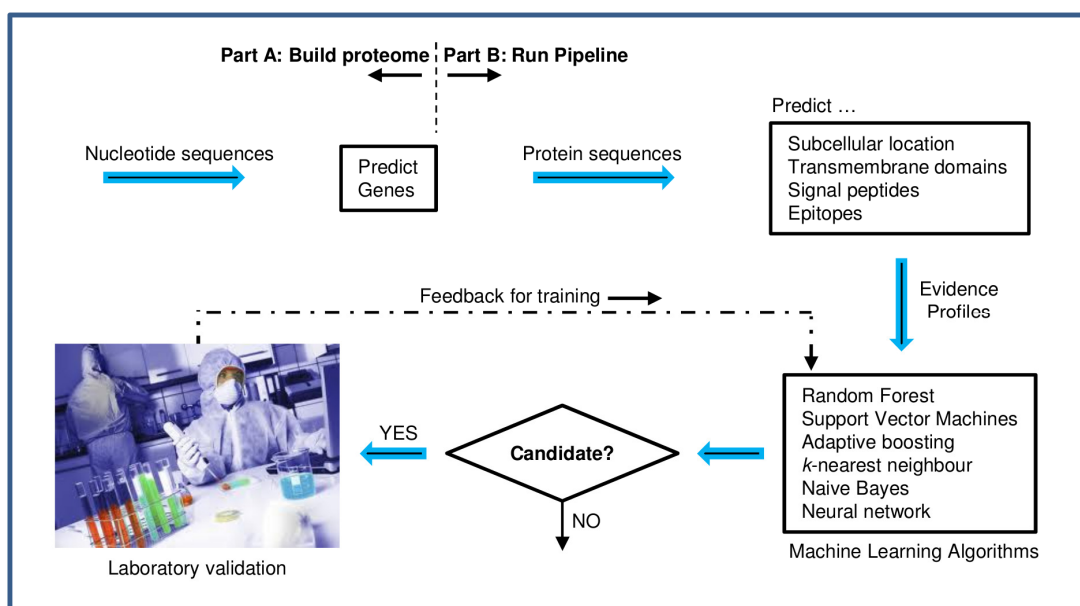 Part A: Build proteome
Part B: Run Pipeline
Nucleotide sequences
Predict
Genes
Protein sequences
Predict ...
Subcellular location
Transmembrane domains
Signal peptides
Epitopes
Evidence
Profiles
Feedback for training
Random Forest
Support Vector Machines
Adaptive boosting
k-nearest neighbour
Naive Bayes
Neural network
Machine Learning Algorithms
Candidate?
YES
NO
Laboratory validation